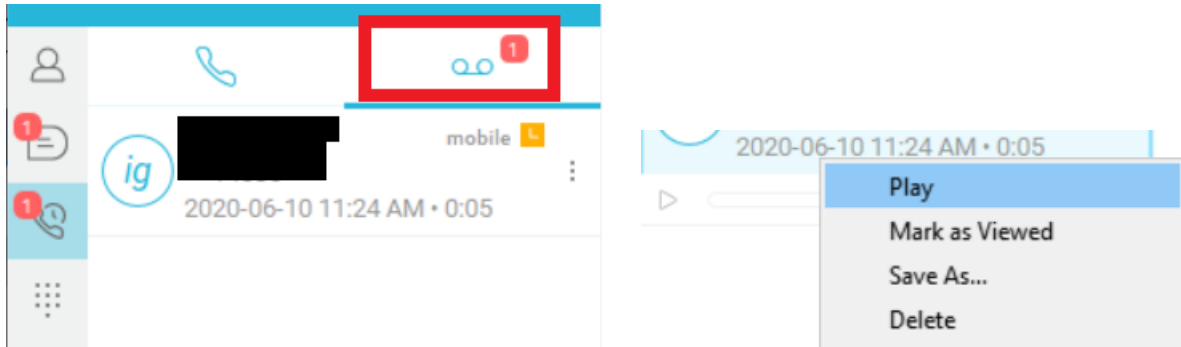 1
1
1
mobile
ig
2020-06-10 11:24 AM • 0:05
2020-06-10 11:24 AM • 0:05
Play
Mark as Viewed
Save As...
Delete